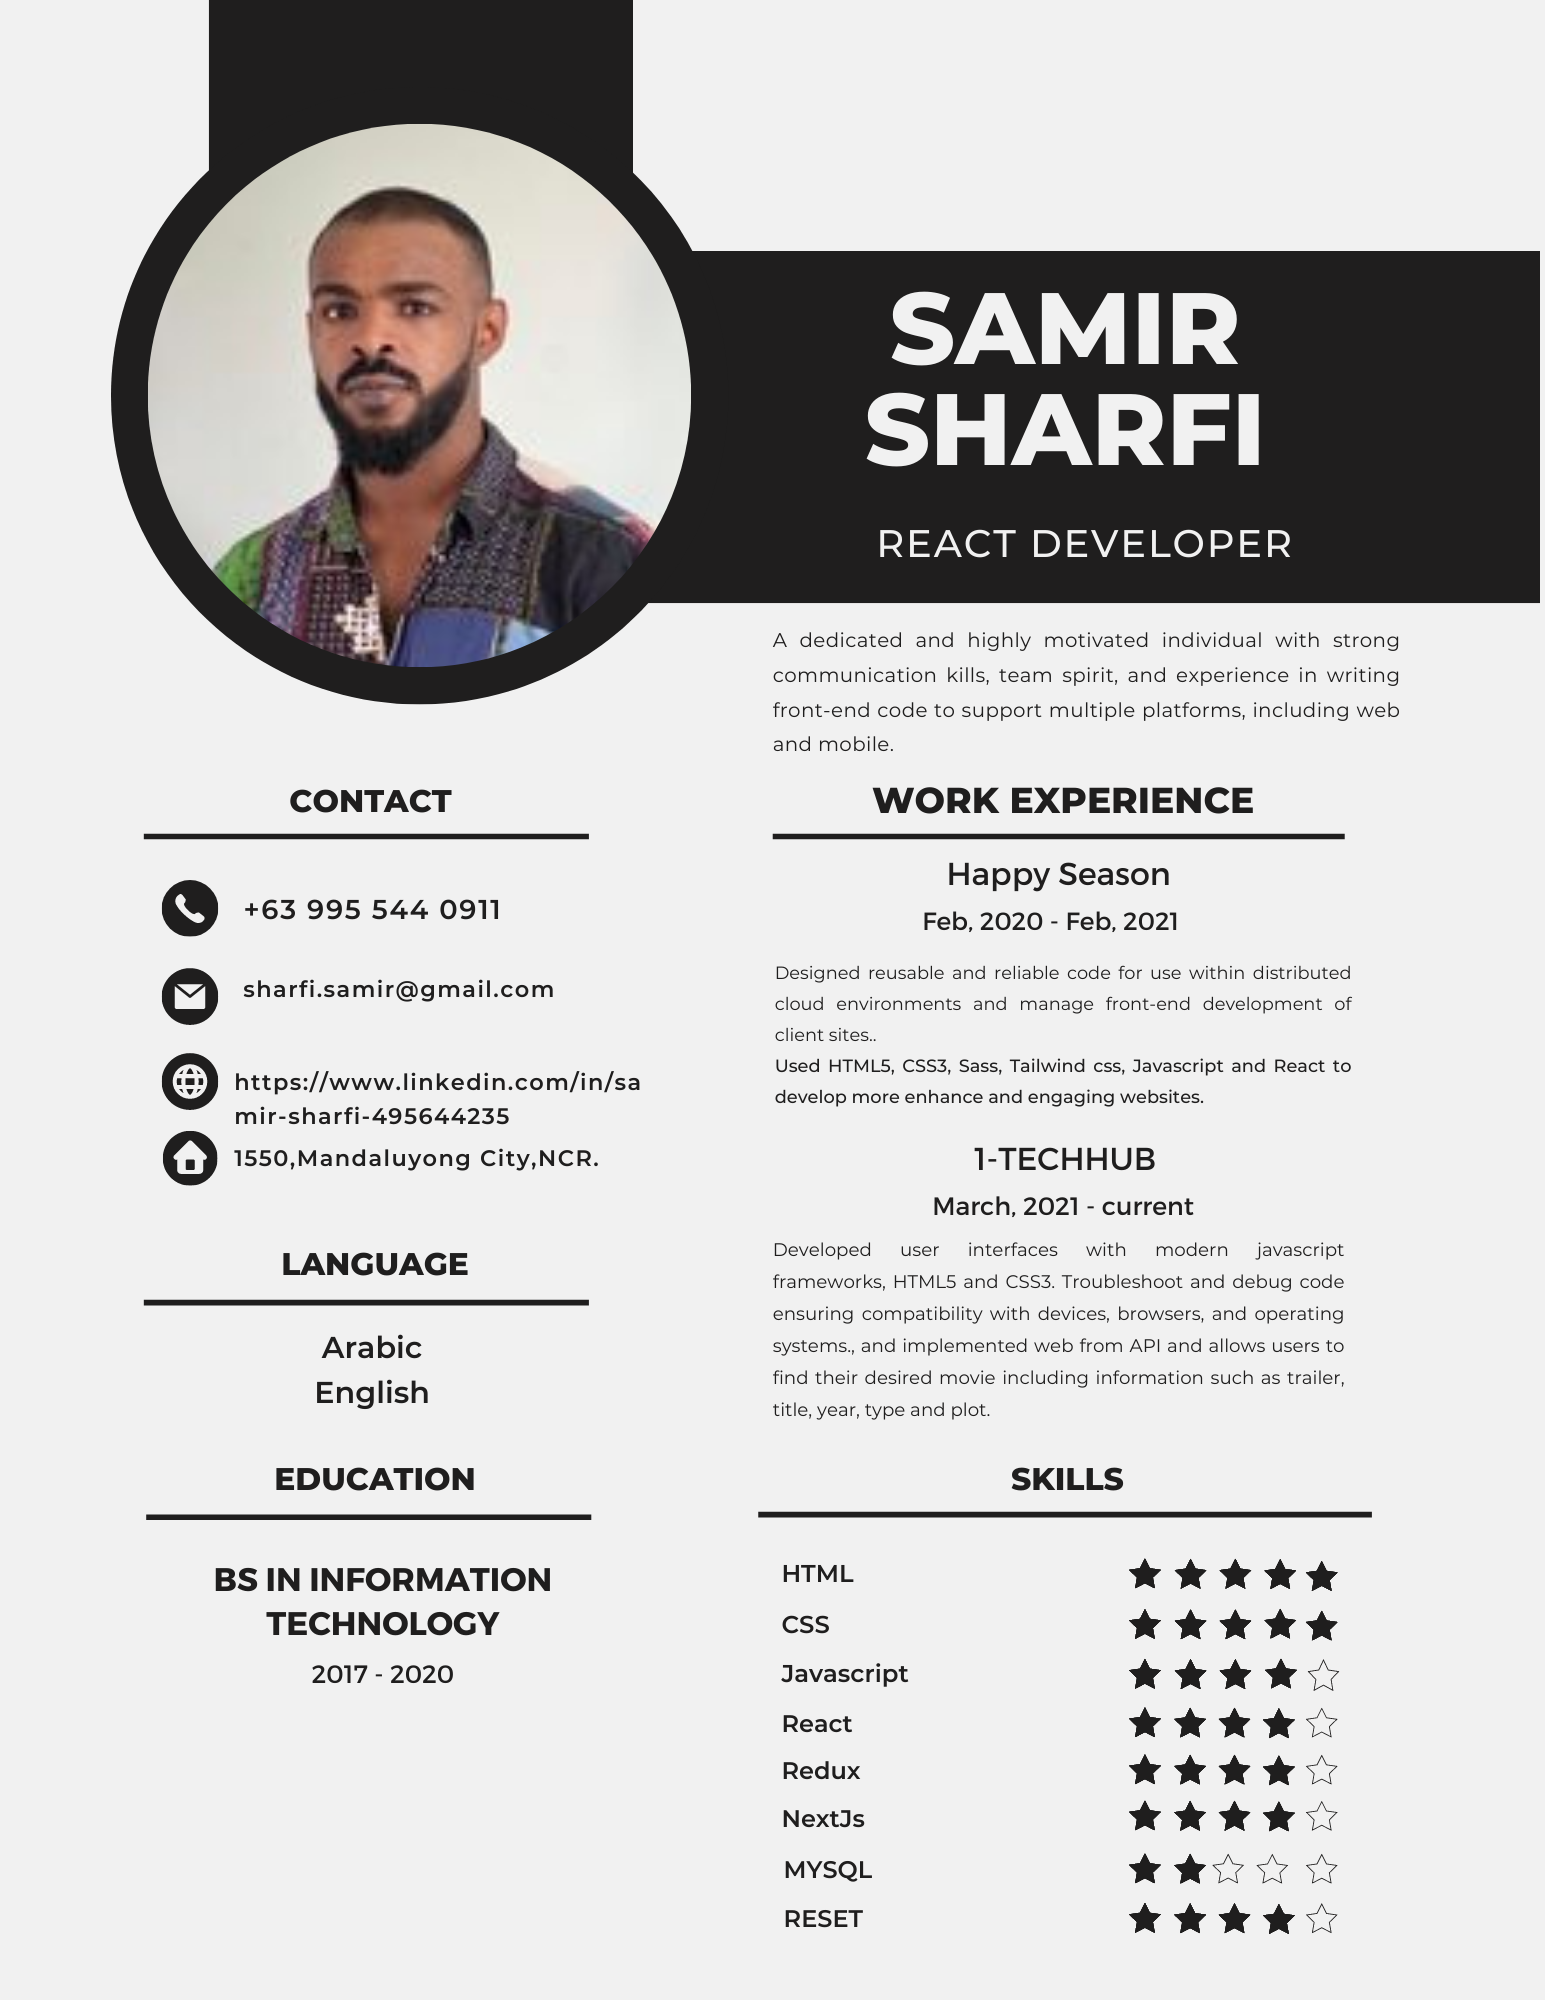 SAMIR
SHARFI
REACT DEVELOPER
A dedicated and highly motivated individual with strong
communication kills, team spirit, and experience in writing
front-end code to support multiple platforms, including web
and mobile.
CONTACT
+63 995 544 0911
sharfi.samir@gmail.com
https://www.linkedin.com/in/sa
mir-sharfi-495644235
1550,Mandaluyong City,NCR.
LANGUAGE
Arabic
English
EDUCATION
BS IN INFORMATION
TECHNOLOGY
2017 - 2020
WORK EXPERIENCE
Happy Season
Feb, 2020 - Feb, 2021
Designed reusable and reliable code for use within distributed
cloud environments and manage front-end development of
client sites..
Used HTML5, CSS3, Sass, Tailwind css, Javascript and React to
develop more enhance and engaging websites.
1-TECHHUB
March, 2021 - current
Developed user interfaces with modern javascript
frameworks, HTML5 and CSS3. Troubleshoot and debug code
ensuring compatibility with devices, browsers, and operating
systems., and implemented web from API and allows users to
find their desired movie including information such as trailer,
title, year, type and plot.
SKILLS
HTML
CSS
Javascript
React
Redux
NextJs
MYSQL
RESET